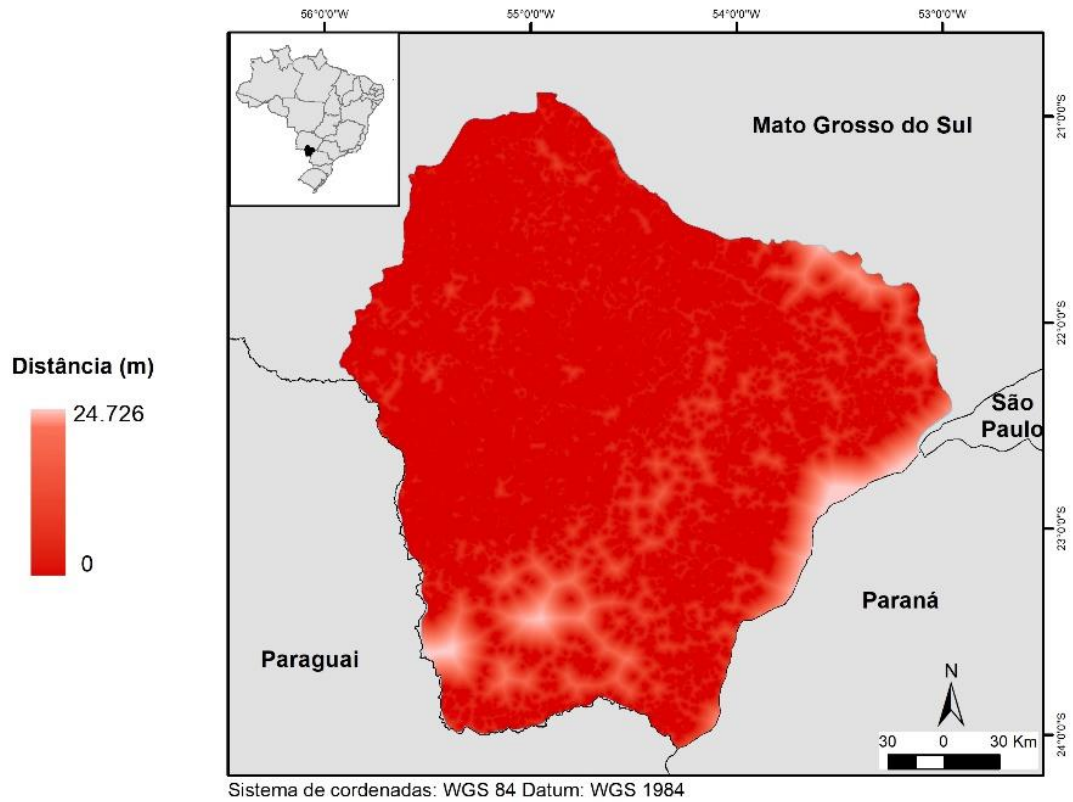 56°0'0"W
55°0'0"W
54°0'0"W
53°0'0"W
Mato Grosso do Sul
21°0'0"S
22°0'0"S
Distância (m)
24.726
0
São
Paulo
23°0'0"S
Paraná
Paraguai
N
24°0'0"S
30 0 30 Km
Sistema de cordenadas: WGS 84 Datum: WGS 1984